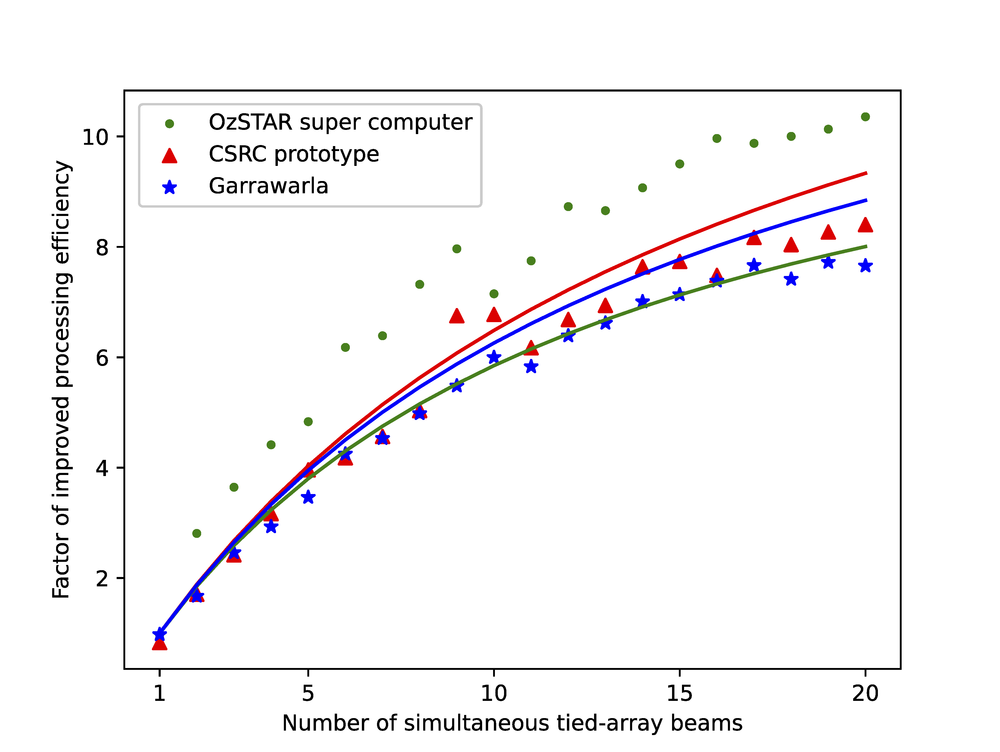 OzSTAR super computer
CSRC prototype
Garrawarla
Factor of improved processing efficiency
10
8
6
4
2
1 5 10 15 20
Number of simultaneous tied-array beams